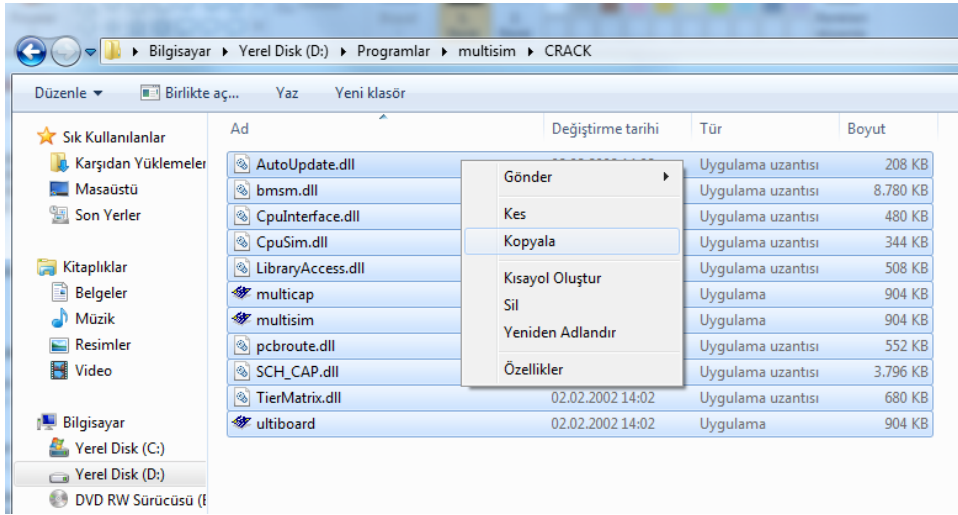 Bilgisayar ▸ Yerel Disk (D:) ▸ Programlar ▸ multisim ▸ CRACK
Düzenle Birlikte aç... Yaz Yeni klasör
Ad Değiştirme tarihi Tür Boyut
Sık Kullanılanlar
Karşıdan Yüklemeler
Masaüstü
Son Yerler
Kitaplıklar
Belgeler
Müzik
Resimler
Video
Bilgisayar
Yerel Disk (C:)
Yerel Disk (D:)
DVD RW Sürücüsü (E
AutoUpdate.dll Uygulama uzantısı 208 KB
bmsm.dll Uygulama uzantısı 8.780 KB
CpuInterface.dll Uygulama uzantısı 480 KB
CpuSim.dll Uygulama uzantısı 344 KB
LibraryAccess.dll Uygulama uzantısı 508 KB
multicap Uygulama 904 KB
multisim Uygulama 904 KB
pcbroute.dll Uygulama uzantısı 552 KB
SCH_CAP.dll Uygulama uzantısı 3.796 KB
TierMatrix.dll 02.02.2002 14:02 Uygulama uzantısı 680 KB
ultiboard 02.02.2002 14:02 Uygulama 904 KB
Gönder
Kes
Kopyala
Kısayol Oluştur
Sil
Yeniden Adlandır
Özellikler